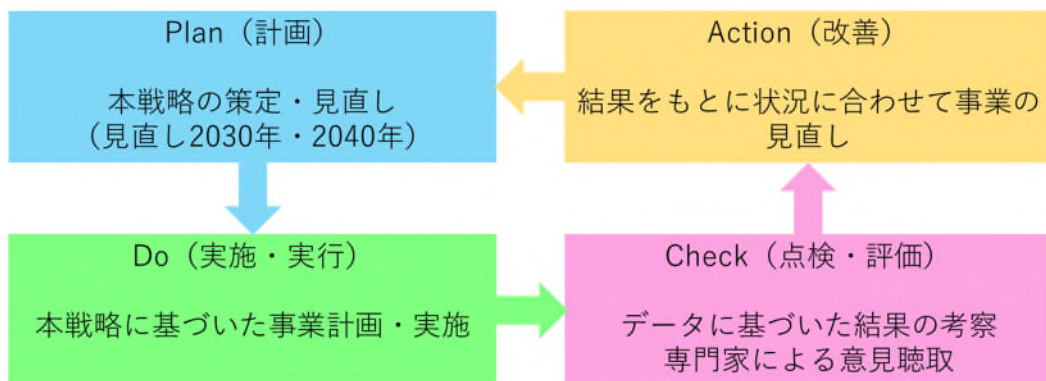 Plan（計画）
本戦略の策定・見直し
（見直し2030年・2040年）
Action（改善）
結果をもとに状況に合わせて事業の
見直し
Do（実施・実行）
本戦略に基づいた事業計画・実施
Check（点検・評価）
データに基づいた結果の考察
専門家による意見聴取